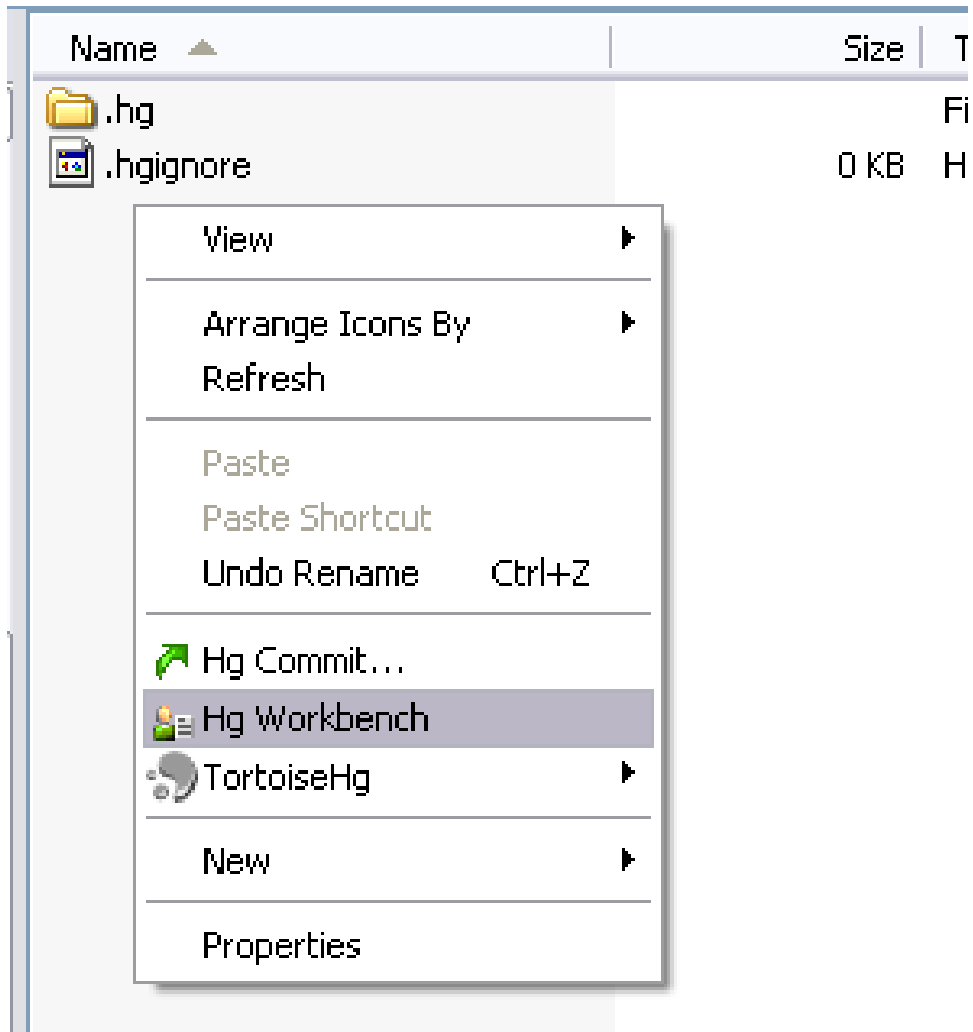 Name Size T
.hg Fi
.hgignore 0 KB H
View
Arrange Icons By
Refresh
Paste
Paste Shortcut
Undo Rename Ctrl+Z
Hg Commit...
Hg Workbench
TortoiseHg
New
Properties